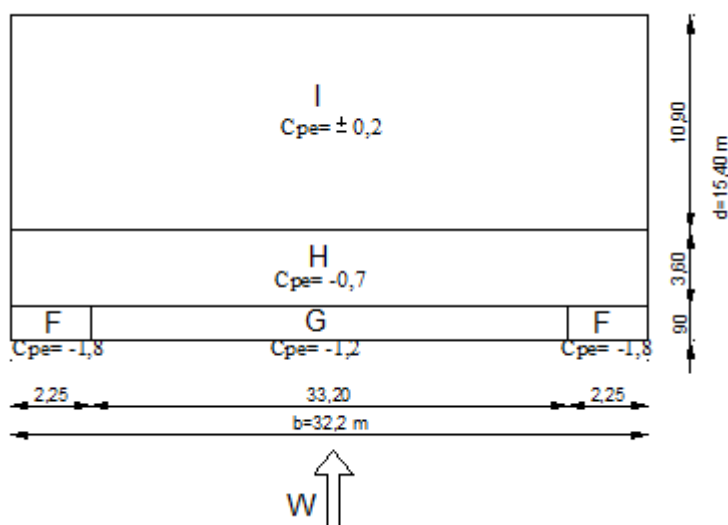 I
Cpe= ± 0,2
10,90
d=15,40 m
H
Cpe= -0,7
3,60
F
G
F
90
Cpe= -1,8
Cpe= -1,2
Cpe= -1,8
2,25
33,20
2,25
b=32,2 m
W